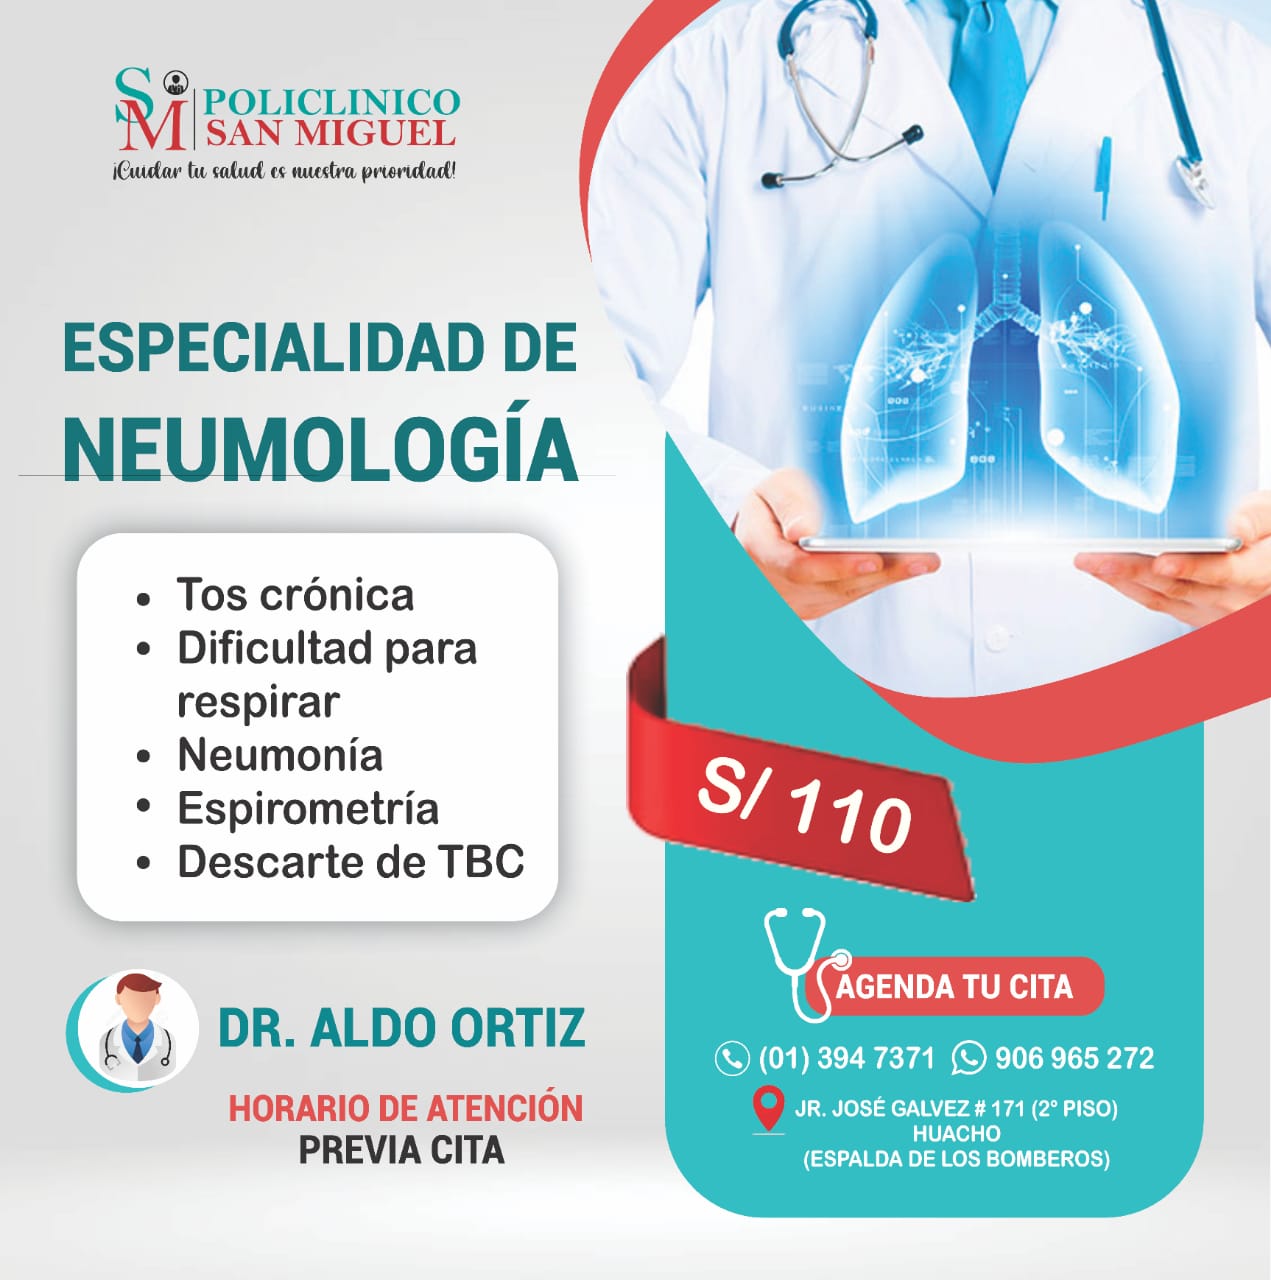 SM
POLICLINICO
SAN MIGUEL
¡Cuidar tu salud es nuestra prioridad!
ESPECIALIDAD DE
NEUMOLOGÍA
• Tos crónica
• Dificultad para
respirar
• Neumonía
• Espirometría
• Descarte de TBC
S/ 110
DR. ALDO ORTIZ
HORARIO DE ATENCIÓN
PREVIA CITA
AGENDA TU CITA
(01) 394 7371 906 965 272
JR. JOSÉ GALVEZ # 171 (2° PISO)
HUACHO
(ESPALDA DE LOS BOMBEROS)